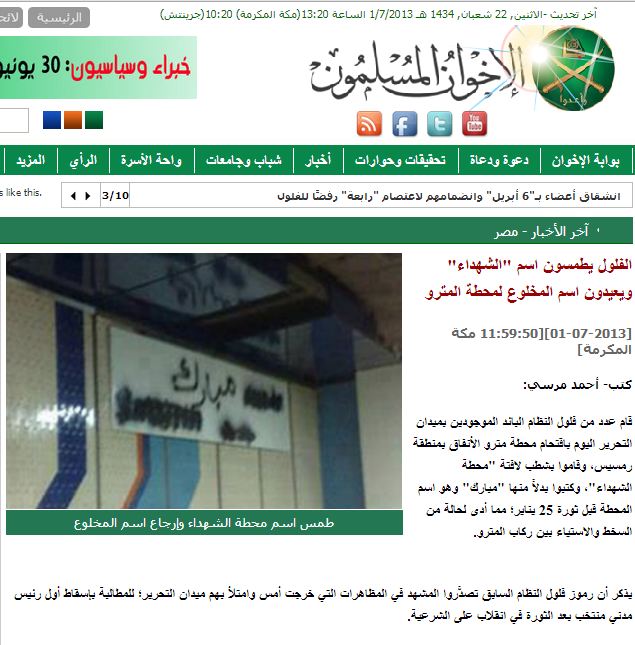 آخر تحديث -الاثنين, 22 شعبان, 1434 هـ 1/7/2013 الساعة 13:20(مكة المكرمة) 10:20(جرينتش)
الرئيسية
الإخوان المسلمون
وأعدوا
خبراء وسياسيون: 30 يونيو
You Tube
بوابة الإخوان
دعوة ودعاة
تحقيقات وحوارات
أخبار
شباب وجامعات
واحة الأسرة
الرأي
المزيد
انشقاق أعضاء بـ"6 أبريل" وانضمامهم لاعتصام "رابعة" رفضًا للفلول
3/10
s like this.
آخر الأخبار - مصر
الفلول يطمسون اسم "الشهداء"
ويعيدون اسم المخلوع لمحطة المترو
[01-07-2013][11:59:50 مكة
المكرمة]
كتب- أحمد مرسي:
قام عدد من فلول النظام البائد الموجودين بميدان
التحرير اليوم باقتحام محطة مترو الأنفاق بمنطقة
رمسيس، وقاموا بشطب لافتة "محطة
الشهداء"، وكتبوا بدلاً منها "مبارك" وهو اسم
المحطة قبل ثورة 25 يناير؛ مما أدى لحالة من
السخط والاستياء بين ركاب المترو.
مبارك
طمس اسم محطة الشهداء وإرجاع اسم المخلوع
يذكر أن رموز فلول النظام السابق تصدَّروا المشهد في المظاهرات التي خرجت أمس وامتلأ بهم ميدان التحرير؛ للمطالبة بإسقاط أول رئيس
مدني منتخب بعد الثورة في انقلاب على الشرعية.